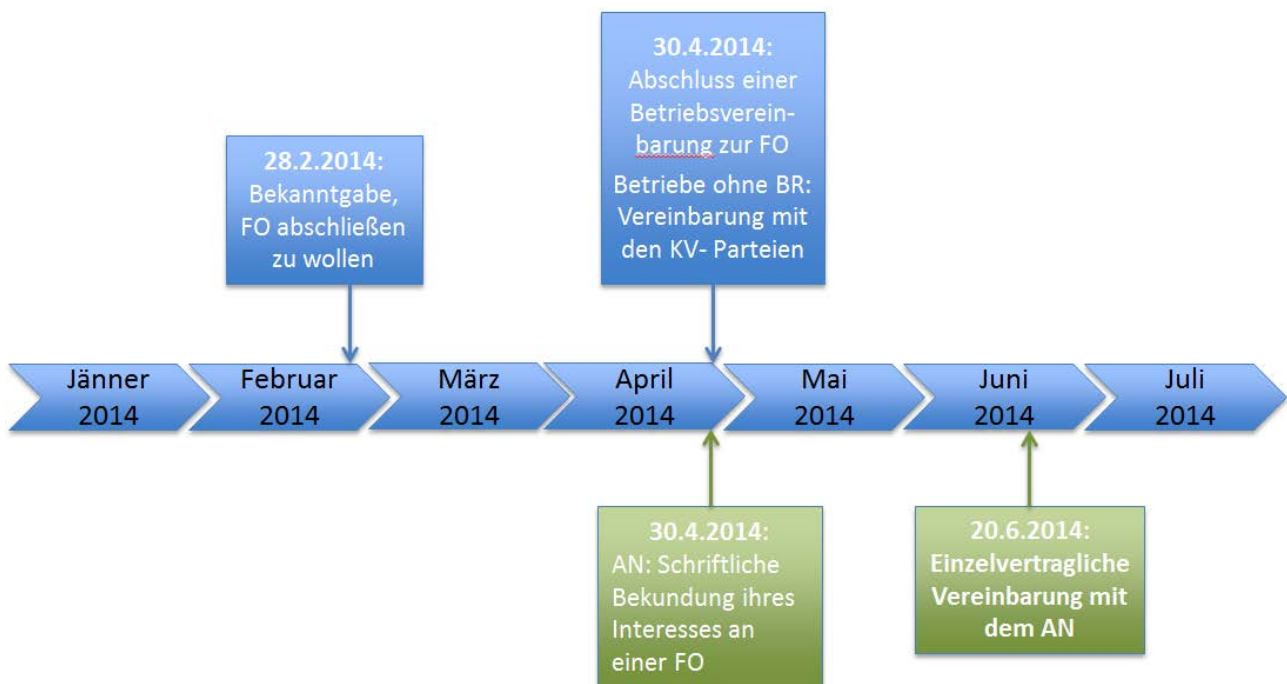 30.4.2014:
Abschluss einer
Betriebsverein-
barung zur FO
Betriebe ohne BR:
Vereinbarung mit
den KV- Parteien
28.2.2014:
Bekanntgabe,
FO abschließen
zu wollen
Jänner
2014
Februar
2014
März
2014
April
2014
Mai
2014
Juni
2014
Juli
2014
30.4.2014:
AN: Schriftliche
Bekundung ihres
Interesses an
einer FO
20.6.2014:
Einzelvertragliche
Vereinbarung mit
dem AN